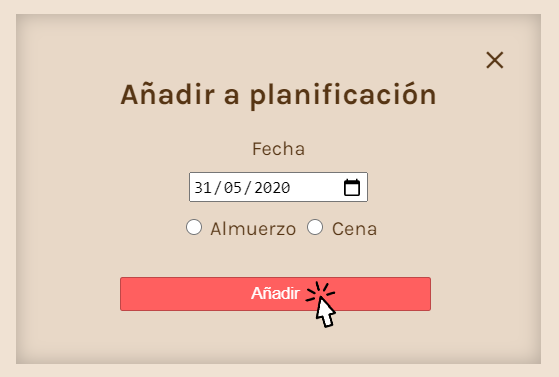 Añadir a planificación
Fecha
31/05/2020
Almuerzo Cena
Añadir